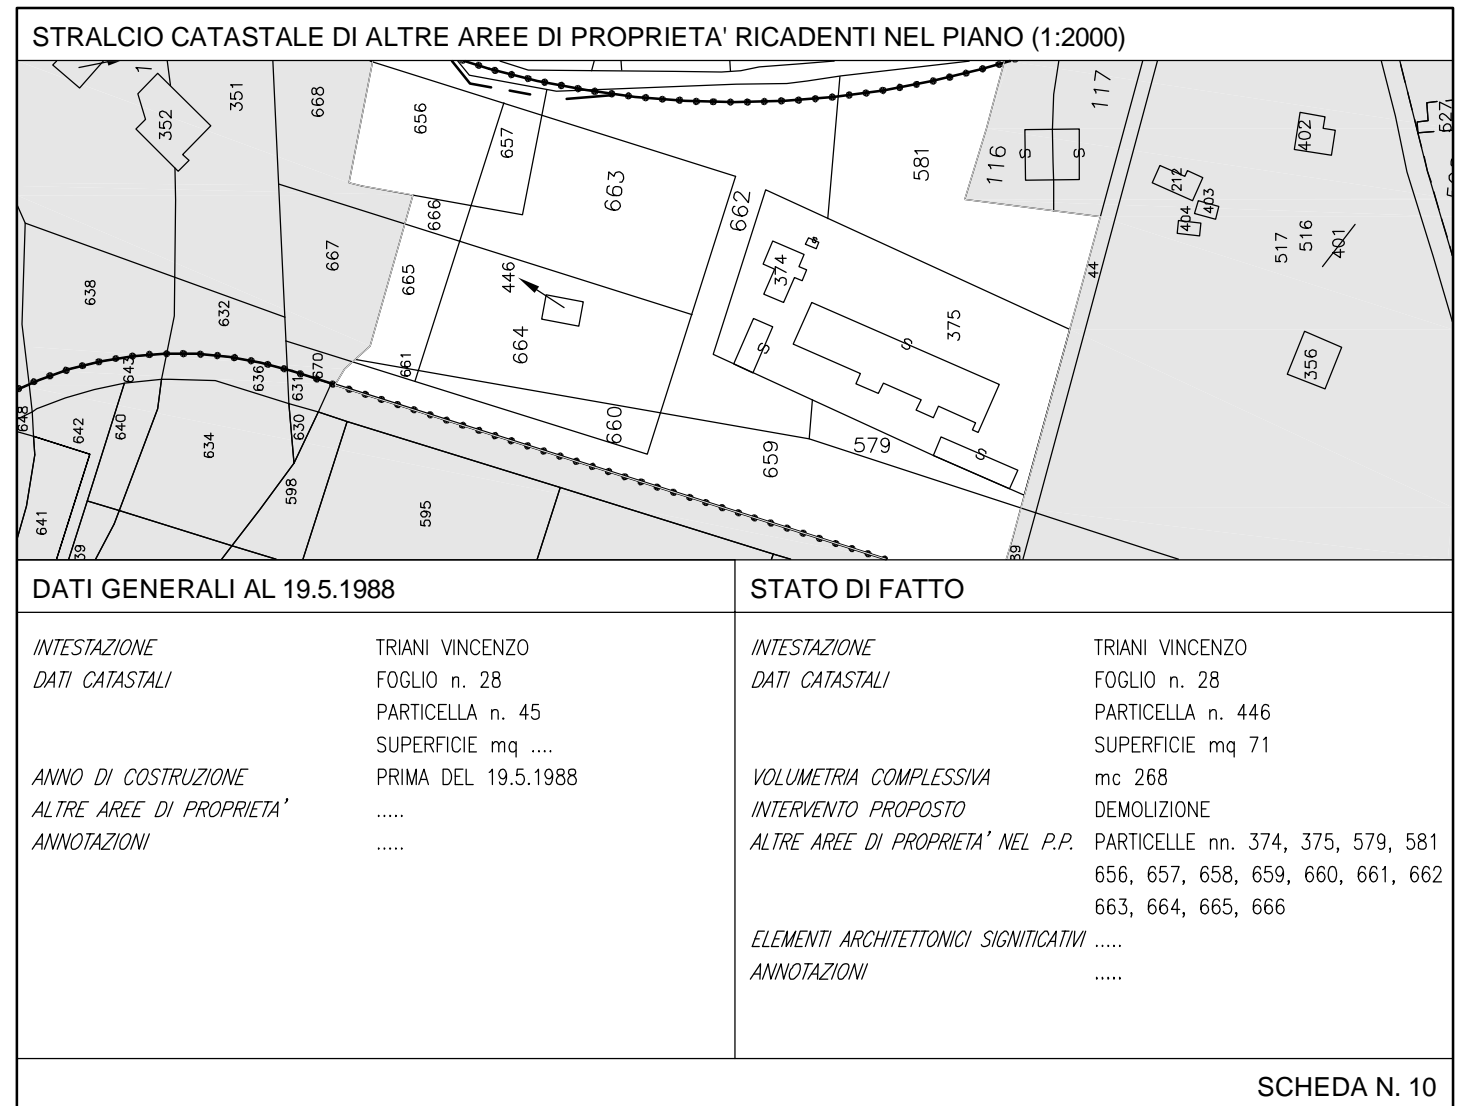 STRALCIO CATASTALE DI ALTRE AREE DI PROPRIETA' RICADENTI NEL PIANO (1:2000)
352
351
668
656
657
663
662
581
116
S
S
117
402
527
212
404
403
517
516
401
44
638
632
667
666
665
446
664
374
375
S
S
356
643
636
631
670
661
660
659
579
S
648
642
640
634
630
598
595
641
39
39
DATI GENERALI AL 19.5.1988
INTESTAZIONE TRIANI VINCENZO
DATI CATASTALI FOGLIO n. 28
PARTICELLA n. 45
SUPERFICIE mq ....
ANNO DI COSTRUZIONE PRIMA DEL 19.5.1988
ALTRE AREE DI PROPRIETA' .....
ANNOTAZIONI .....
STATO DI FATTO
INTESTAZIONE TRIANI VINCENZO
DATI CATASTALI FOGLIO n. 28
PARTICELLA n. 446
SUPERFICIE mq 71
VOLUMETRIA COMPLESSIVA mc 268
INTERVENTO PROPOSTO DEMOLIZIONE
ALTRE AREE DI PROPRIETA' NEL P.P. PARTICELLE nn. 374, 375, 579, 581
656, 657, 658, 659, 660, 661, 662
663, 664, 665, 666
ELEMENTI ARCHITETTONICI SIGNITICATIVI .....
ANNOTAZIONI .....
SCHEDA N. 10